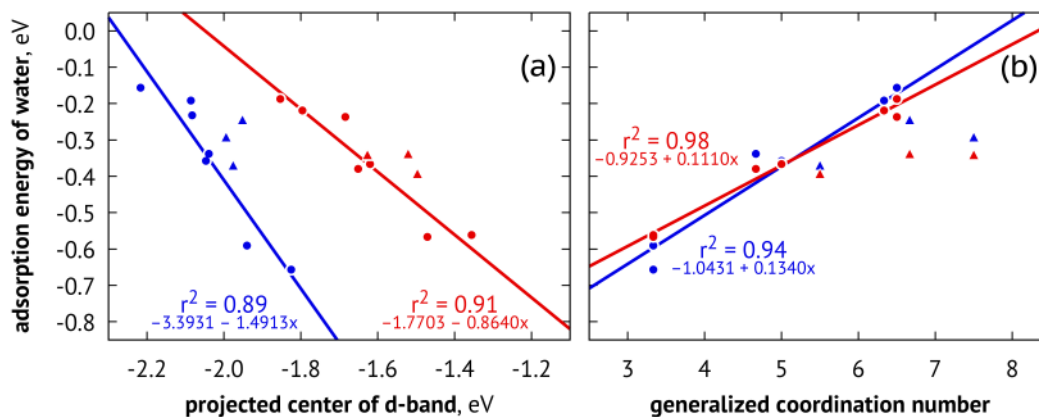 adsorption energy of water, eV
0.0
-0.1
-0.2
-0.3
-0.4
-0.5
-0.6
-0.7
-0.8
(a)
r² = 0.89
−3.3931 − 1.4913x
r² = 0.91
−1.7703 − 0.8640x
-2.2
-2.0
-1.8
-1.6
-1.4
-1.2
projected center of d-band, eV
(b)
r² = 0.98
−0.9253 + 0.1110x
r² = 0.94
−1.0431 + 0.1340x
3
4
5
6
7
8
generalized coordination number